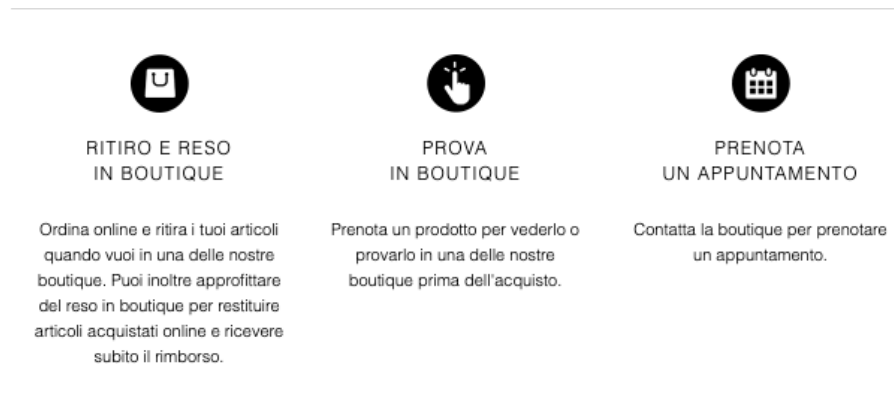 RITIRO E RESO
IN BOUTIQUE
Ordina online e ritira i tuoi articoli
quando vuoi in una delle nostre
boutique. Puoi inoltre approfittare
del reso in boutique per restituire
articoli acquistati online e ricevere
subito il rimborso.
PROVA
IN BOUTIQUE
Prenota un prodotto per vederlo o
provarlo in una delle nostre
boutique prima dell'acquisto.
PRENOTA
UN APPUNTAMENTO
Contatta la boutique per prenotare
un appuntamento.